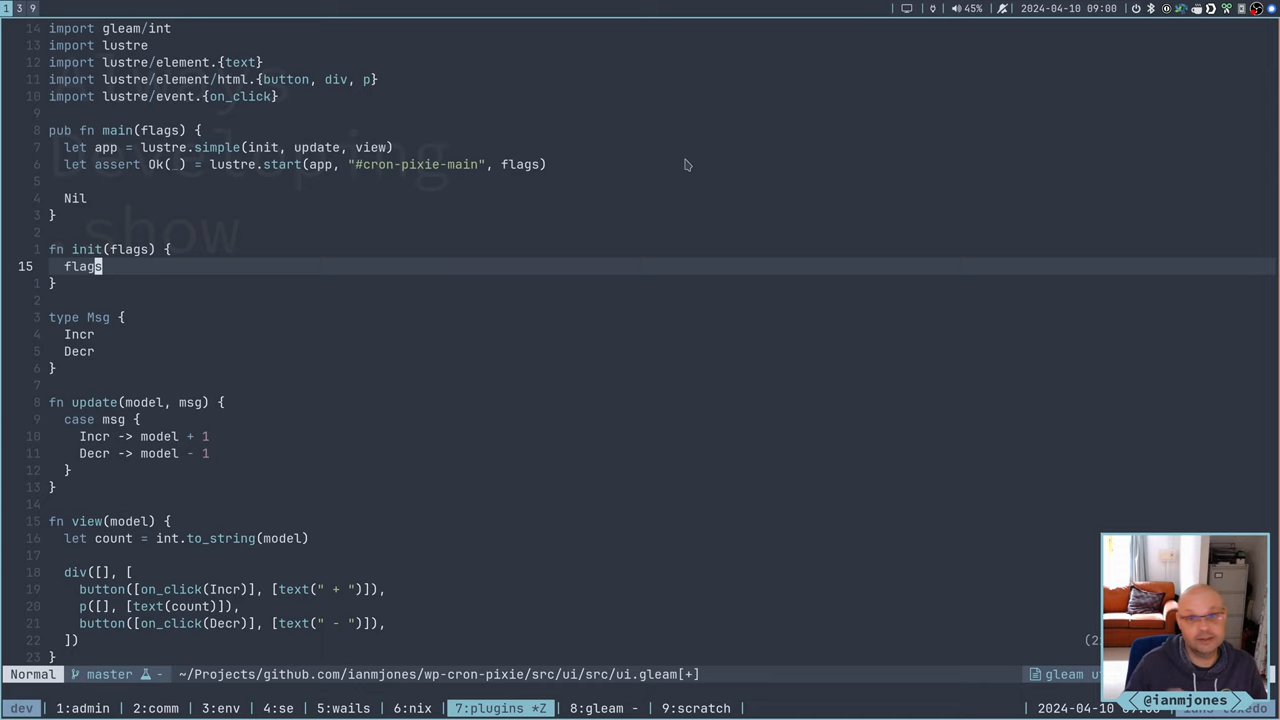 1 3 9 45% 2024-04-10 09:00
14 import gleam/int
13 import lustre
12 import lustre/element.{text}
11 import lustre/element/html.{button, div, p}
10 import lustre/event.{on_click}
9
8 pub fn main(flags) {
7 let app = lustre.simple(init, update, view)
6 let assert Ok(_) = lustre.start(app, "#cron-pixie-main", flags)
5
4 Nil
3 }
2
1 fn init(flags) {
15 flags
1 }
2
3 type Msg {
4 Incr
5 Decr
6 }
7
8 fn update(model, msg) {
9 case msg {
10 Incr -> model + 1
11 Decr -> model - 1
12 }
13 }
14
15 fn view(model) {
16 let count = int.to_string(model)
17
18 div([], [
19 button([on_click(Incr)], [text(" + ")]),
20 p([], [text(count)]),
21 button([on_click(Decr)], [text(" - ")]),
22 ])
23 }
Developing
show
Normal master - ~/Projects/github.com/ianmjones/wp-cron-pixie/src/ui/src/ui.gleam[+] gleam
dev 1:admin 2:comm 3:env 4:se 5:wails 6:nix 7:plugins *Z 8:gleam - 9:scratch 2024-04-10
@ianmjones